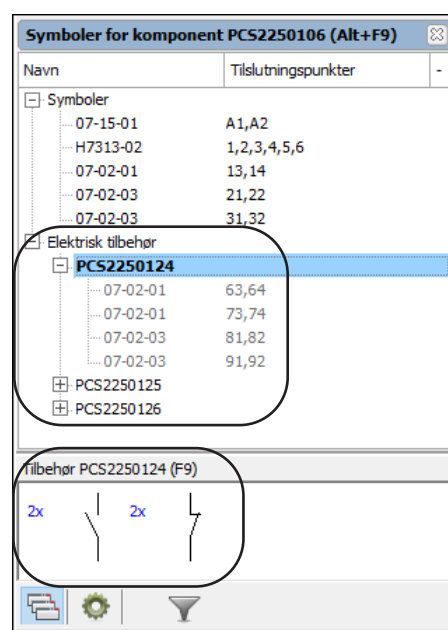 Symboler for komponent PCS2250106 (Alt+F9)
Navn Tilslutningspunkter -
Symboler
07-15-01 A1,A2
H7313-02 1,2,3,4,5,6
07-02-01 13,14
07-02-03 21,22
07-02-03 31,32
Elektrisk tilbehør
PCS2250124
07-02-01 63,64
07-02-01 73,74
07-02-03 81,82
07-02-03 91,92
PCS2250125
PCS2250126
Tilbehør PCS2250124 (F9)
2x 2x